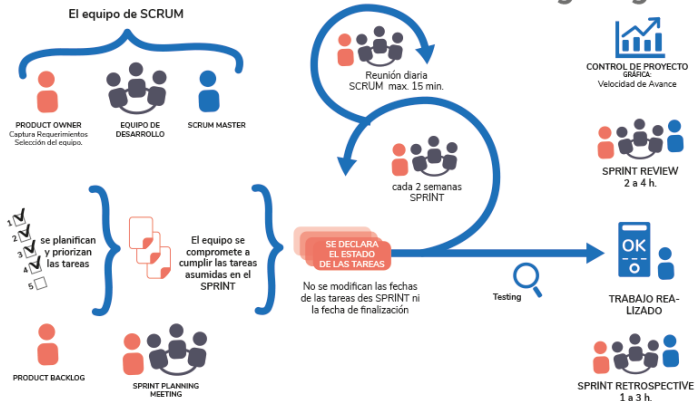 El equipo de SCRUM
PRODUCT OWNER
Captura Requerimientos
Selección del equipo.
EQUIPO DE
DESARROLLO
SCRUM MASTER
Reunión diaria
SCRUM max. 15 min.
cada 2 semanas
SPRINT
CONTROL DE PROYECTO
GRÁFICA:
Velocidad de Avance
SPRINT REVIEW
2 a 4 h.
1
2
3
4
5
se planifican
y priorizan
las tareas
El equipo se
compromete a
cumplir las tareas
asumidas en el
SPRINT
SE DECLARA
EL ESTADO
DE LAS TAREAS
No se modifican las fechas
de las tareas des SPRINT ni
la fecha de finalización
Testing
OK
TRABAJO REA-
LIZADO
PRODUCT BACKLOG
SPRINT PLANNING
MEETING
SPRINT RETROSPECTIVE
1 a 3 h.